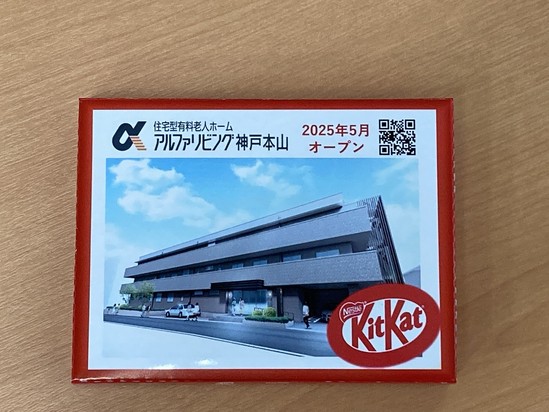 住宅型有料老人ホーム
アルファリビング神戸本山
2025年5月
オープン
Nestlé
KitKat